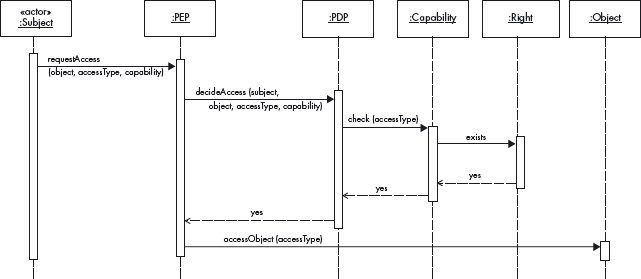 «actor»
:Subject
:PEP
:PDP
:Capability
:Right
:Object
requestAccess
(object, accessType, capability)
decideAccess (subject,
object, accessType, capability)
check (accessType)
exists
yes
yes
yes
accessObject (accessType)